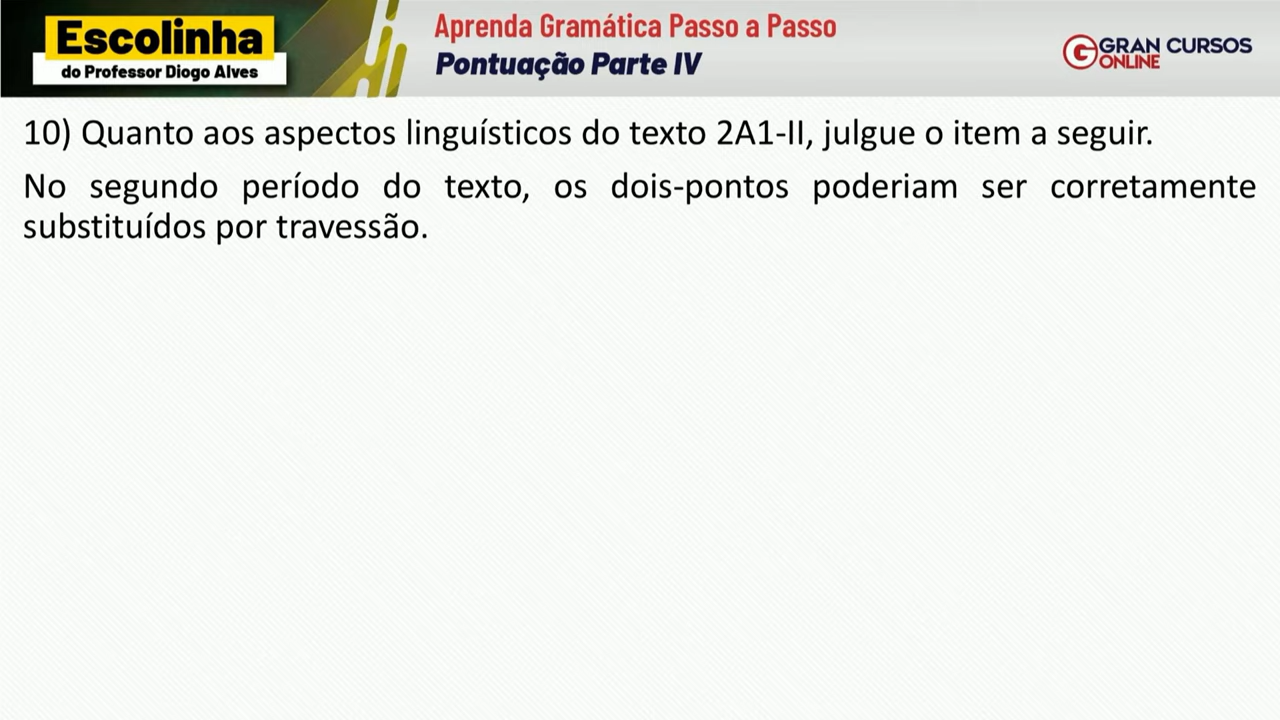 Escolinha
do Professor Diogo Alves
Aprenda Gramática Passo a Passo
Pontuação Parte IV
GRAN CURSOS
ONLINE
10) Quanto aos aspectos linguísticos do texto 2A1-II, julgue o item a seguir.
No segundo período do texto, os dois-pontos poderiam ser corretamente
substituídos por travessão.